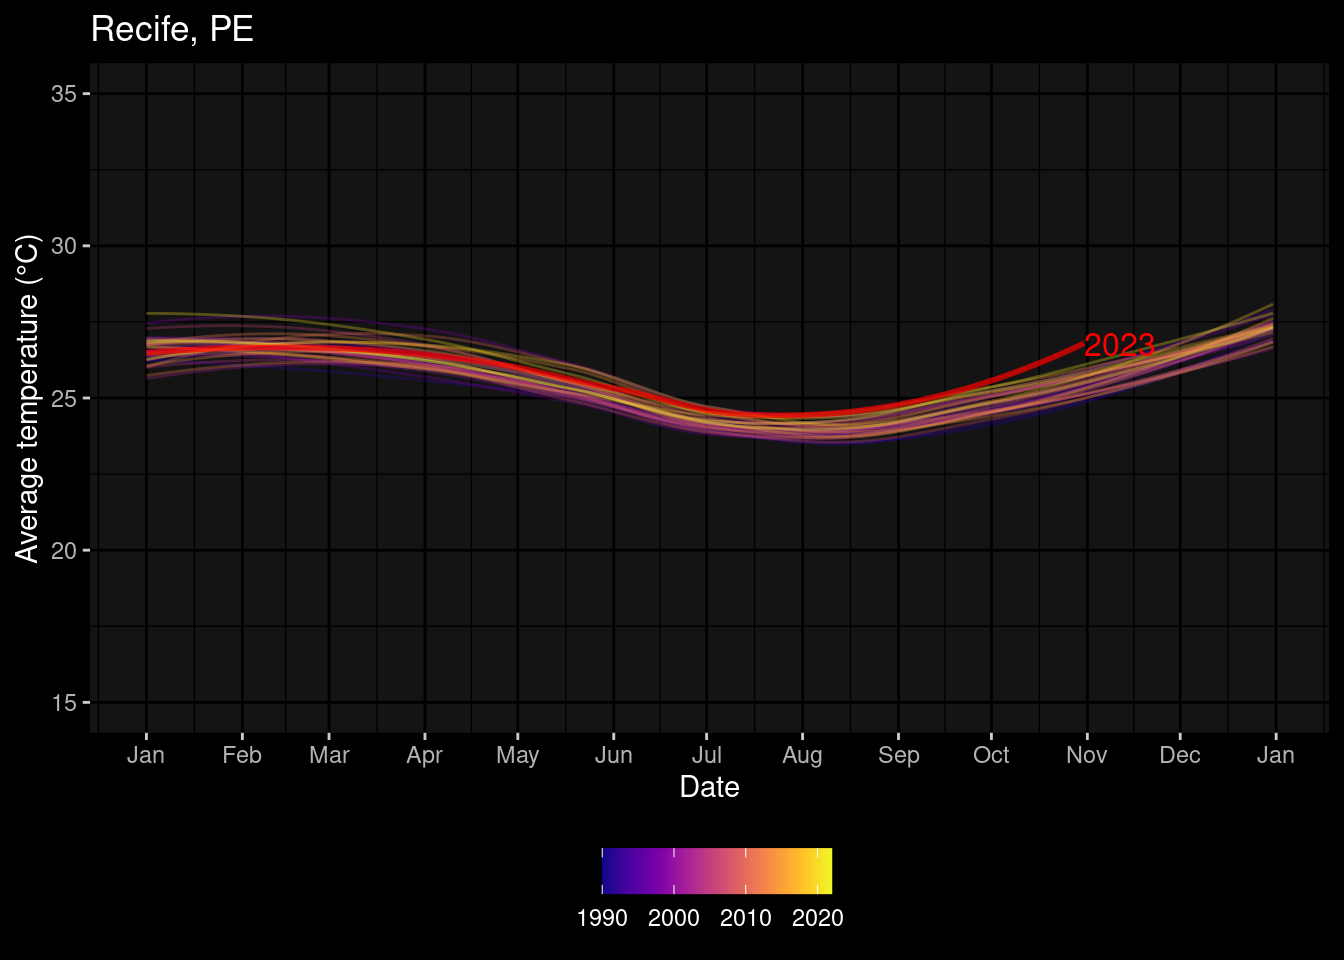 Recife, PE
Average temperature (°C)
35
30
25
20
15
2023
Jan Feb Mar Apr May Jun Jul Aug Sep Oct Nov Dec Jan
Date
1990 2000 2010 2020